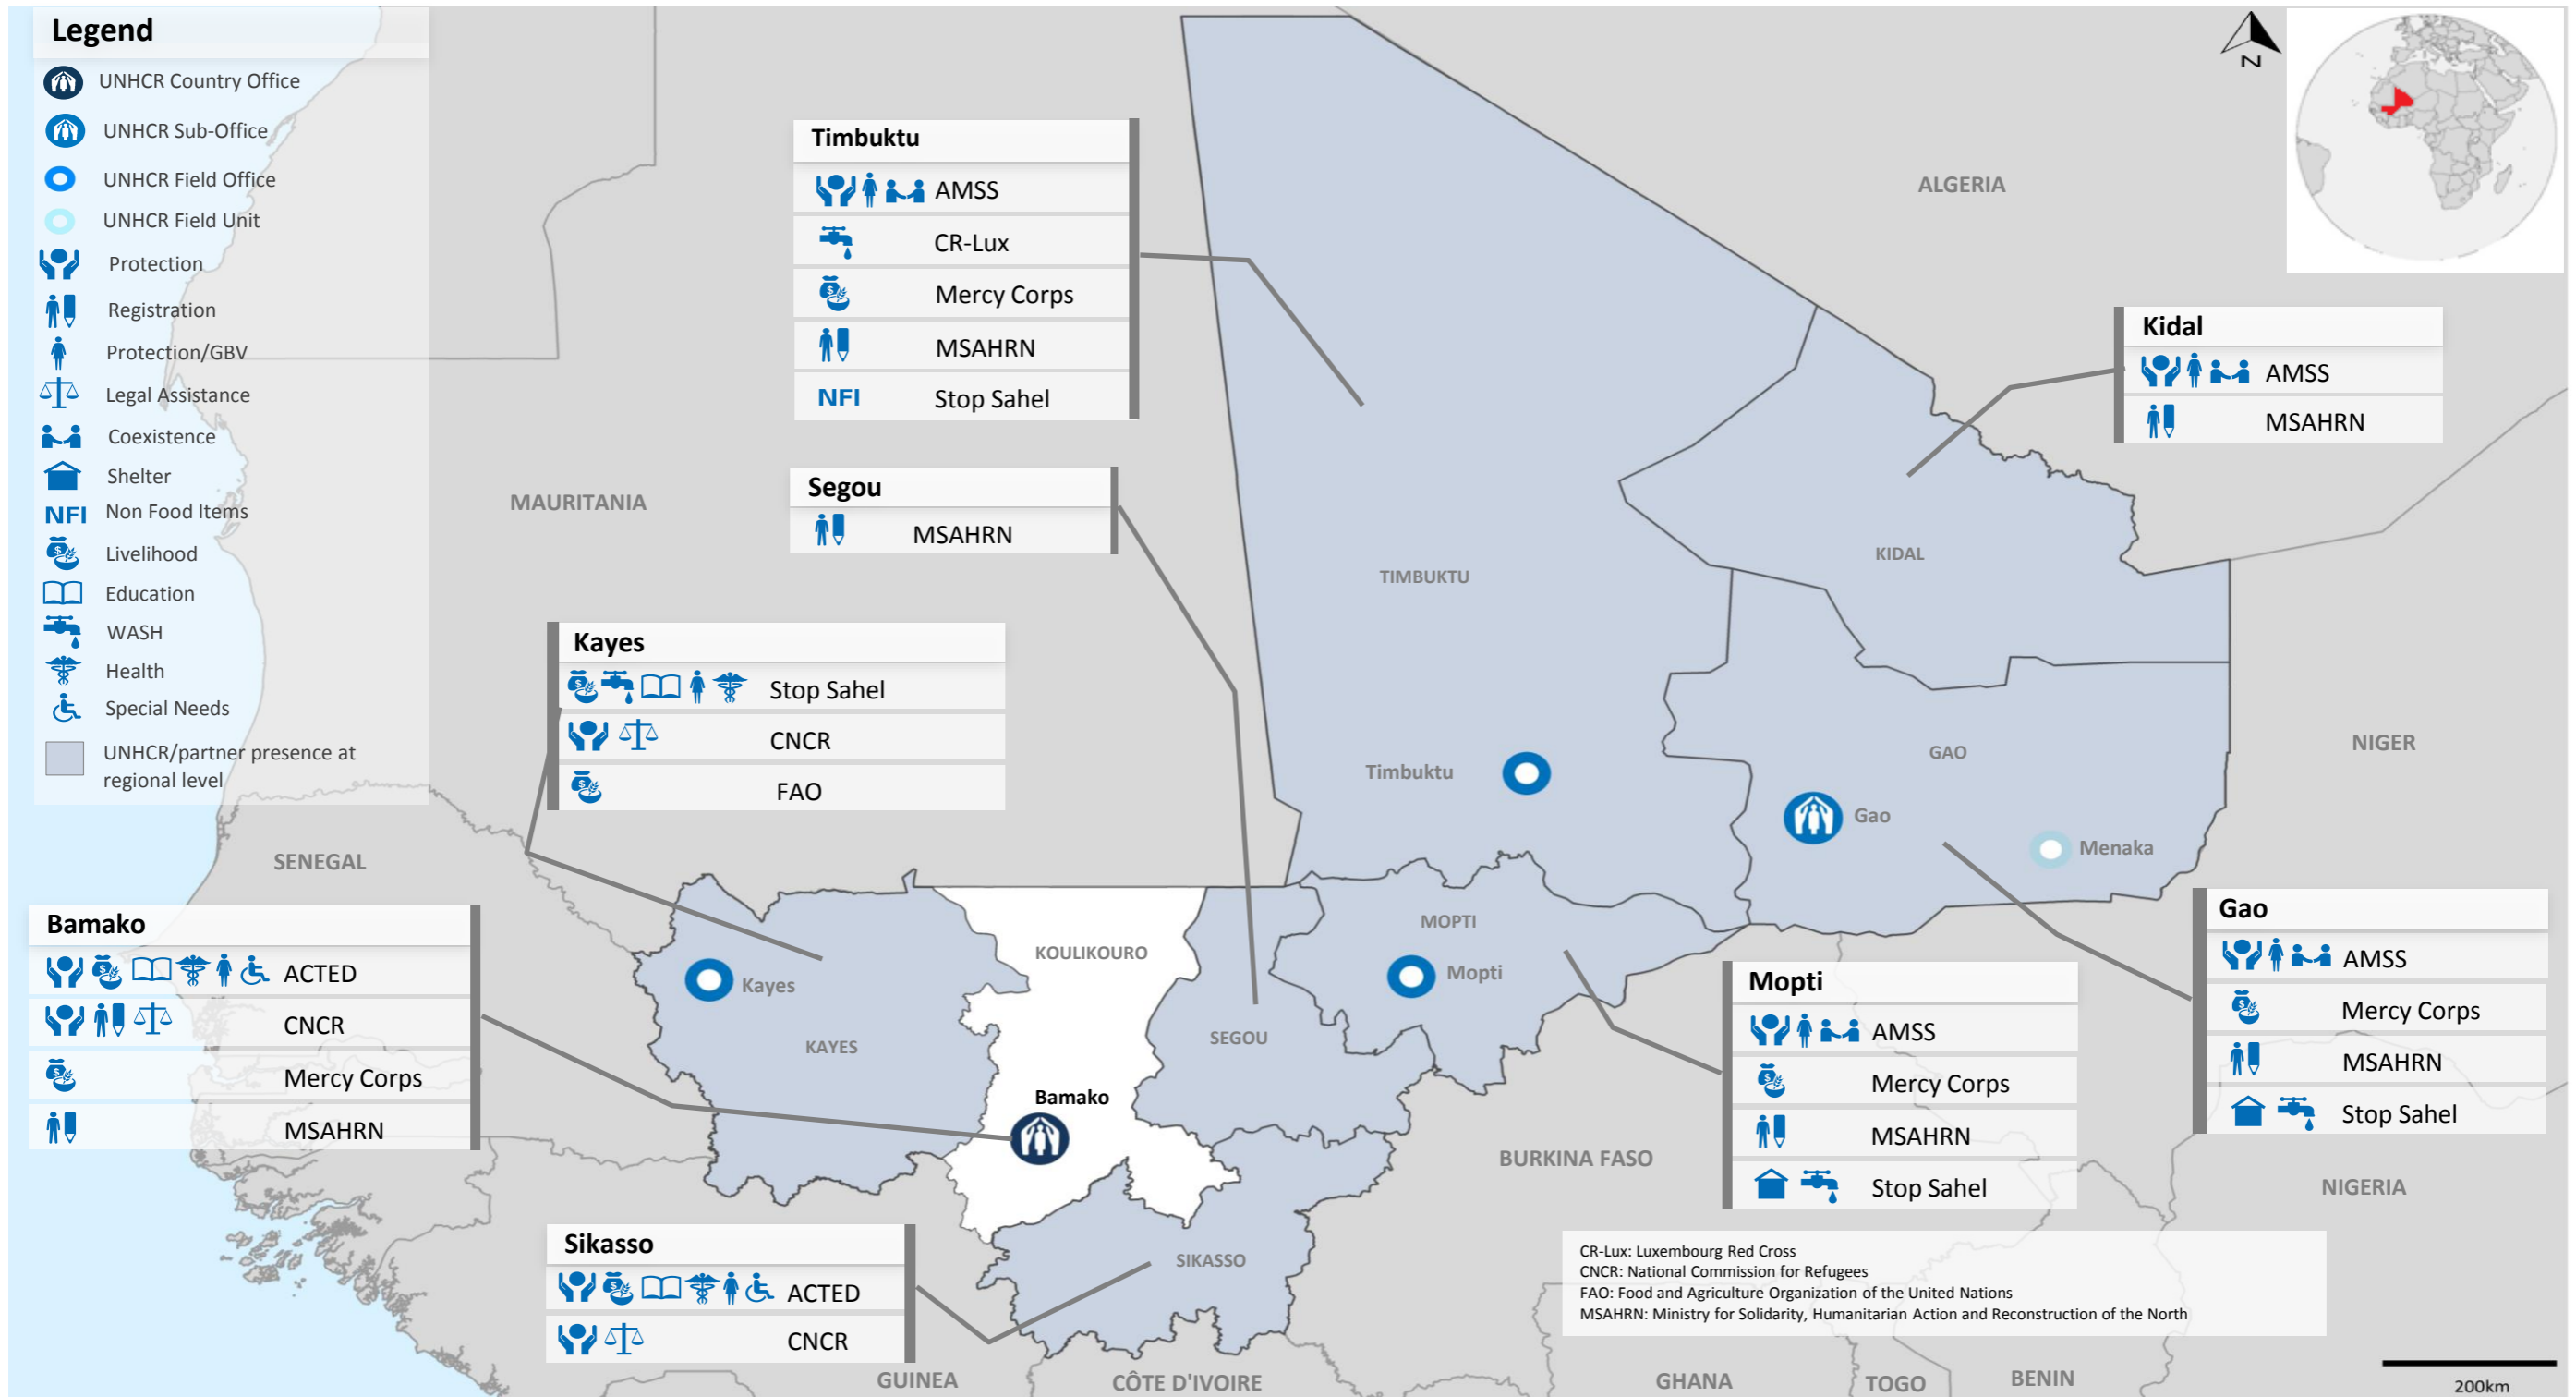 Legend
UNHCR Country Office
UNHCR Sub-Office
UNHCR Field Office
UNHCR Field Unit
Protection
Registration
Protection/GBV
Legal Assistance
Coexistence
Shelter
NFI Non Food Items
Livelihood
Education
WASH
Health
Special Needs
UNHCR/partner presence at
regional level
Timbuktu
AMSS
CR-Lux
Mercy Corps
MSAHRN
NFI Stop Sahel
Segou
MSAHRN
Kayes
Stop Sahel
CNCR
FAO
Bamako
ACTED
CNCR
Mercy Corps
MSAHRN
Sikasso
ACTED
CNCR
Kidal
AMSS
MSAHRN
Gao
AMSS
Mercy Corps
MSAHRN
Stop Sahel
Mopti
AMSS
Mercy Corps
MSAHRN
Stop Sahel
N
ALGERIA
MAURITANIA
TIMBUKTU
KIDAL
GAO
NIGER
Timbuktu
Gao
Menaka
SENEGAL
MOPTI
Mopti
KOULIKOURO
Kayes
KAYES
SEGOU
Bamako
BURKINA FASO
NIGERIA
SIKASSO
GUINEA
CÔTE D'IVOIRE
GHANA
TOGO
BENIN
CR-Lux: Luxembourg Red Cross
CNCR: National Commission for Refugees
FAO: Food and Agriculture Organization of the United Nations
MSAHRN: Ministry for Solidarity, Humanitarian Action and Reconstruction of the North
200km